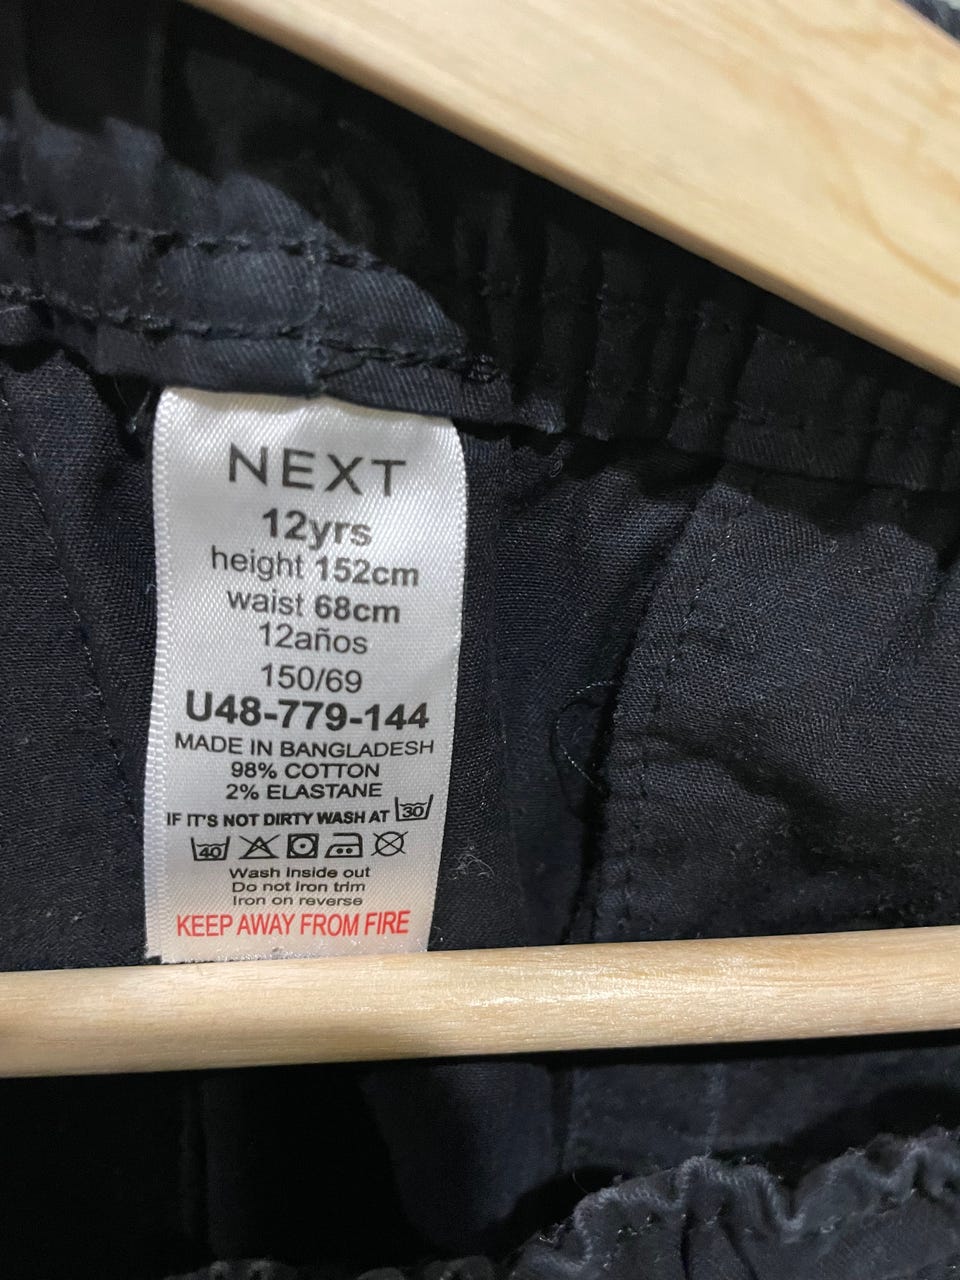 NEXT
12yrs
height 152cm
waist 68cm
12años
150/69
U48-779-144
MADE IN BANGLADESH
98% COTTON
2% ELASTANE
IF IT'S NOT DIRTY WASH AT 30
40
Wash inside out
Do not iron trim
Iron on reverse
KEEP AWAY FROM FIRE